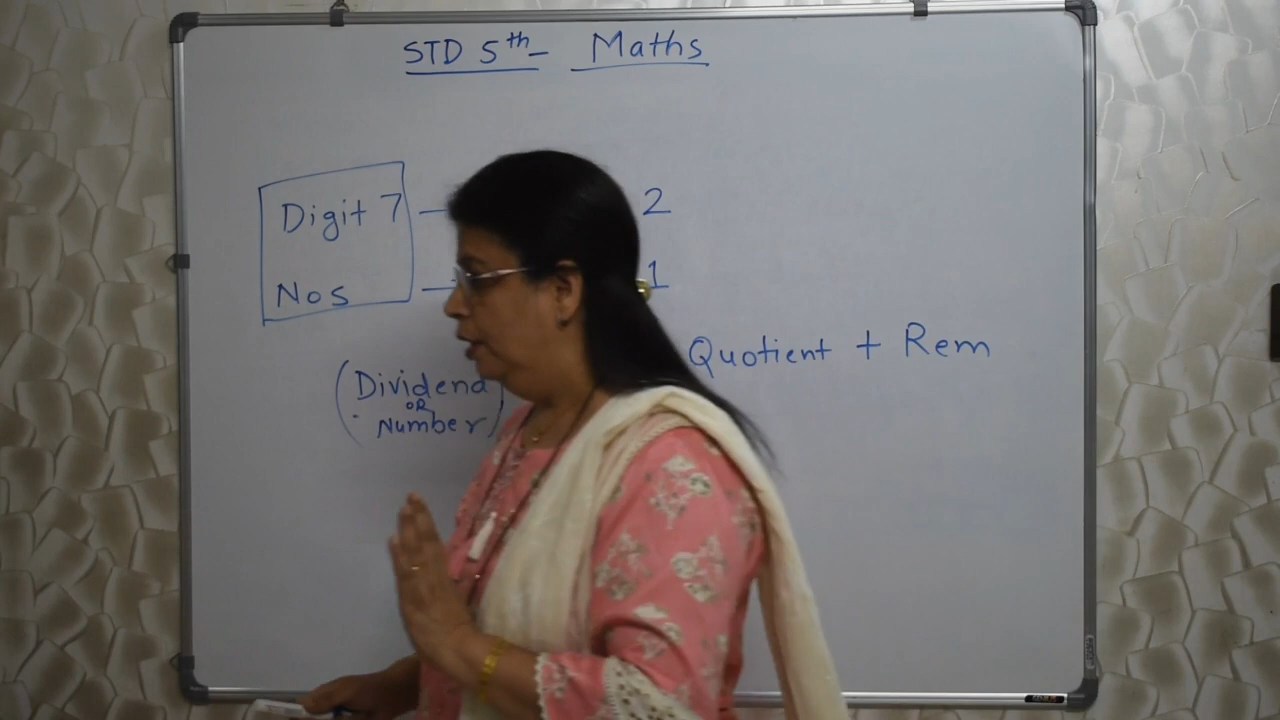 STD 5th - Maths
Digit 7 — 2
Nos — 1
Quotient + Rem
(Dividend
OR
Number)